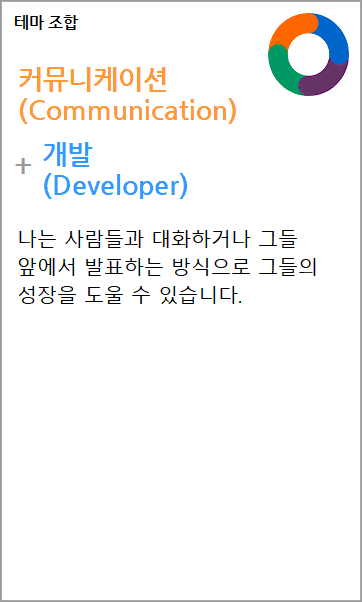 테마 조합
커뮤니케이션
(Communication)
+ 개발
(Developer)
나는 사람들과 대화하거나 그들
앞에서 발표하는 방식으로 그들의
성장을 도울 수 있습니다.